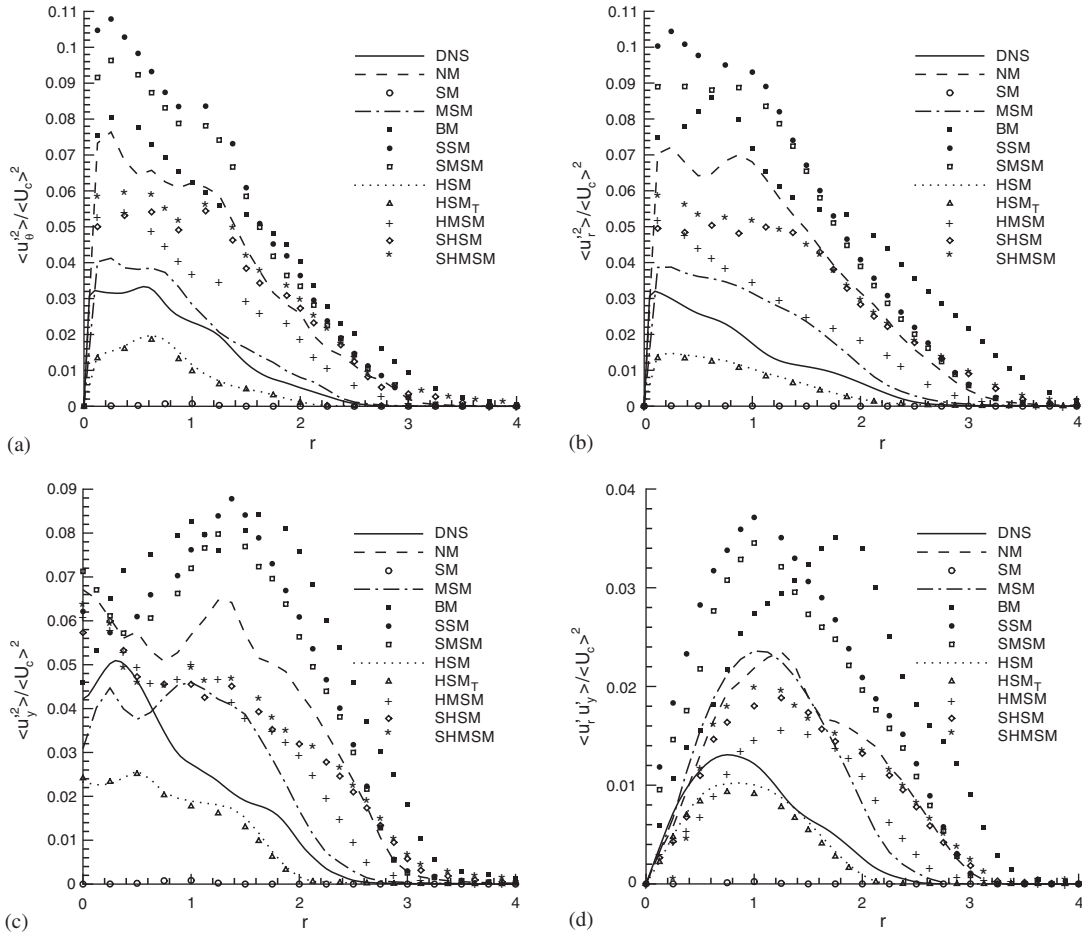 0.11
0.1
0.09
0.08
0.07
0.06
0.05
0.04
0.03
0.02
0.01
0
<u'θ²>/<Uc>²
DNS
NM
SM
MSM
BM
SSM
SMSM
HSM
HSM_T
HMSM
SHSM
SHMSM
0 1 2 3 4
r
(a)
0.11
0.1
0.09
0.08
0.07
0.06
0.05
0.04
0.03
0.02
0.01
0
<u'r²>/<Uc>²
DNS
NM
SM
MSM
BM
SSM
SMSM
HSM
HSM_T
HMSM
SHSM
SHMSM
0 1 2 3 4
r
(b)
0.09
0.08
0.07
0.06
0.05
0.04
0.03
0.02
0.01
0
<u'y²>/<Uc>²
DNS
NM
SM
MSM
BM
SSM
SMSM
HSM
HSM_T
HMSM
SHSM
SHMSM
0 1 2 3 4
r
(c)
0.04
0.03
0.02
0.01
0
<u'r u'y>/<Uc>²
DNS
NM
SM
MSM
BM
SSM
SMSM
HSM
HSM_T
HMSM
SHSM
SHMSM
0 1 2 3 4
r
(d)